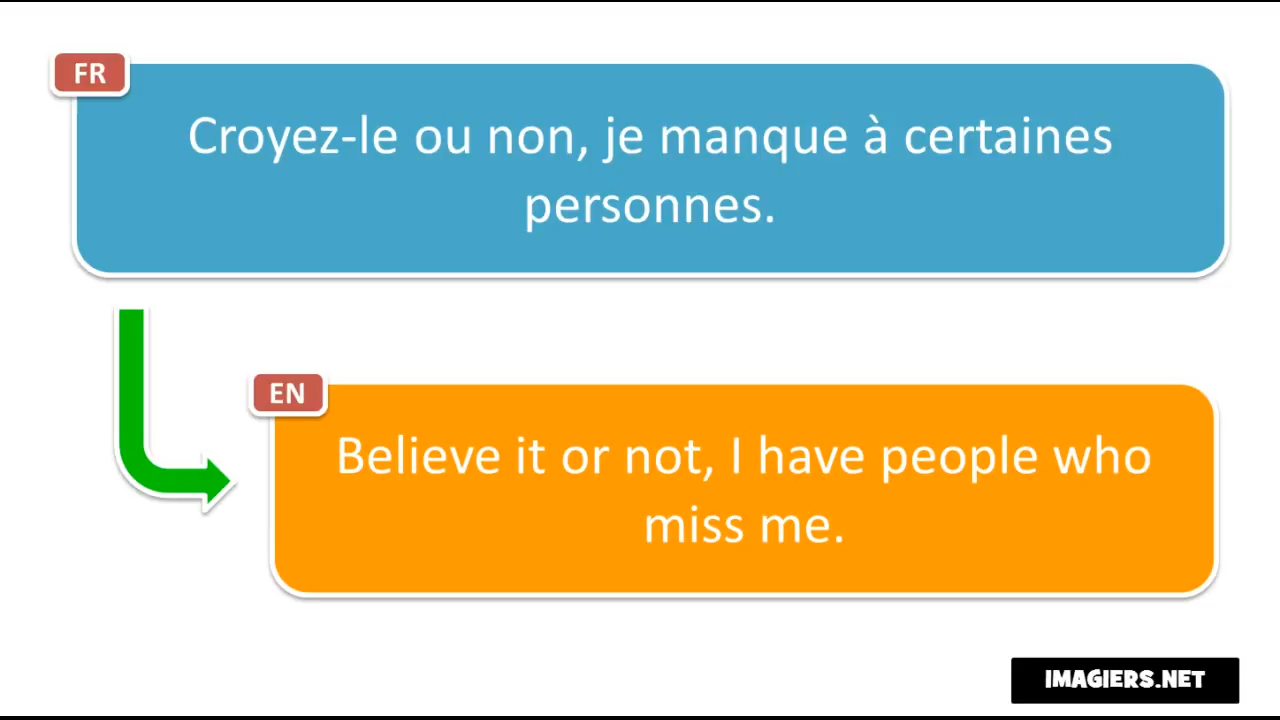 FR
Croyez-le ou non, je manque à certaines
personnes.
EN
Believe it or not, I have people who
miss me.
IMAGIERS.NET